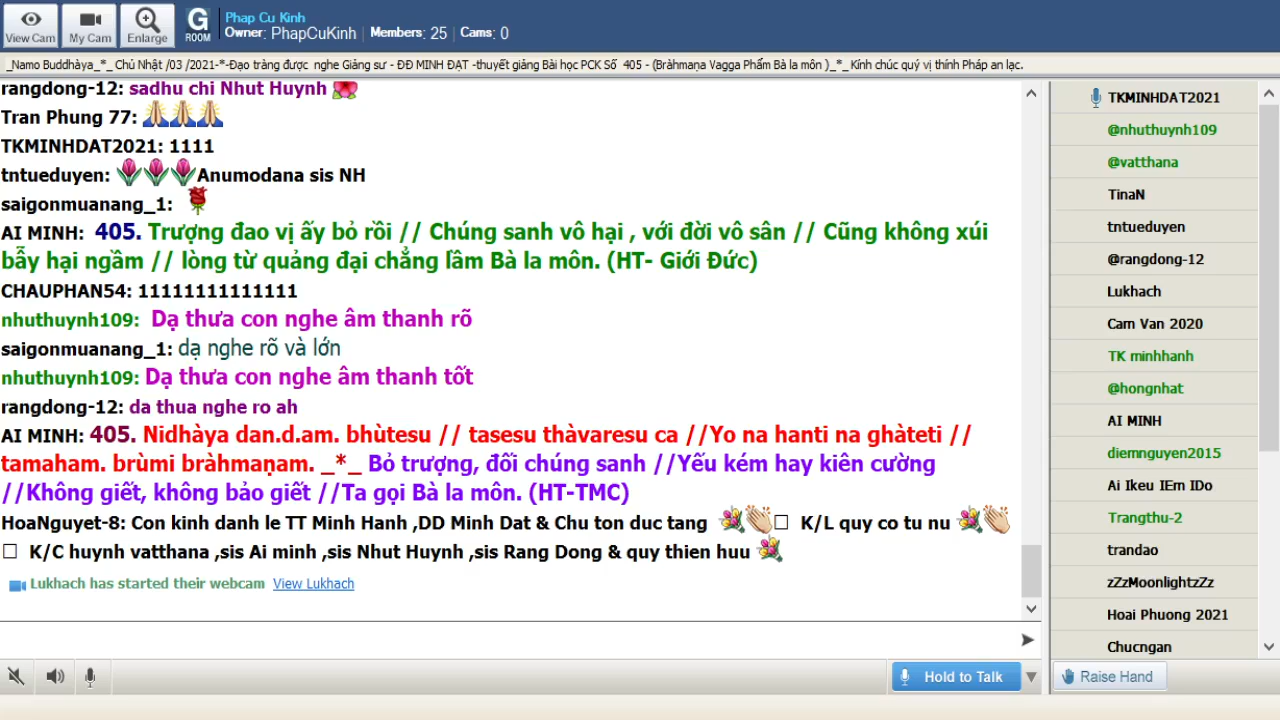 View Cam
My Cam
Enlarge
G
ROOM
Phap Cu Kinh
Owner: PhapCuKinh | Members: 25 | Cams: 0
_Namo Buddhàya_*_ Chủ Nhật /03 /2021-*-Đạo tràng được nghe Giảng sư - ĐĐ MINH ĐẠT -thuyết giảng Bài học PCK Số 405 - (Bràhmaṇa Vagga Phẩm Bà la môn )_*_ Kính chúc quý vị thính Pháp an lạc.
rangdong-12: sadhu chi Nhut Huynh
Tran Phung 77:
TKMINHDAT2021: 1111
tntueduyen: Anumodana sis NH
saigonmuanang_1:
AI MINH: 405. Trượng đao vị ấy bỏ rồi // Chúng sanh vô hại , với đời vô sân // Cũng không xúi
bẫy hại ngầm // lòng từ quảng đại chẳng lầm Bà la môn. (HT- Giới Đức)
CHAUPHAN54: 11111111111111
nhuthuynh109: Dạ thưa con nghe âm thanh rõ
saigonmuanang_1: dạ nghe rõ và lớn
nhuthuynh109: Dạ thưa con nghe âm thanh tốt
rangdong-12: da thua nghe ro ah
AI MINH: 405. Nidhàya dan.d.am. bhùtesu // tasesu thàvaresu ca //Yo na hanti na ghàteti //
tamaham. brùmi bràhmaṇam. _*_ Bỏ trượng, đối chúng sanh //Yếu kém hay kiên cường
//Không giết, không bảo giết //Ta gọi Bà la môn. (HT-TMC)
HoaNguyet-8: Con kinh danh le TT Minh Hanh ,DD Minh Dat & Chu ton duc tang K/L quy co tu nu
K/C huynh vatthana ,sis Ai minh ,sis Nhut Huynh ,sis Rang Dong & quy thien huu
Lukhach has started their webcam View Lukhach
TKMINHDAT2021
@nhuthuynh109
@vatthana
TinaN
tntueduyen
@rangdong-12
Lukhach
Cam Van 2020
TK minhhanh
@hongnhat
AI MINH
diemnguyen2015
Ai Ikeu IEm IDo
Trangthu-2
trandao
zZzMoonlightzZz
Hoai Phuong 2021
Chucngan
Hold to Talk
Raise Hand